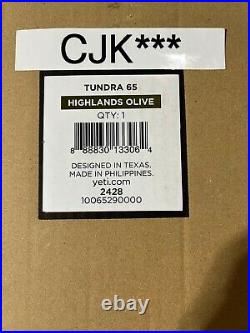 CJK***
TUNDRA 65
HIGHLANDS OLIVE
QTY: 1
8 88830 13306 4
DESIGNED IN TEXAS.
MADE IN PHILIPPINES.
yeti.com
2428
10065290000